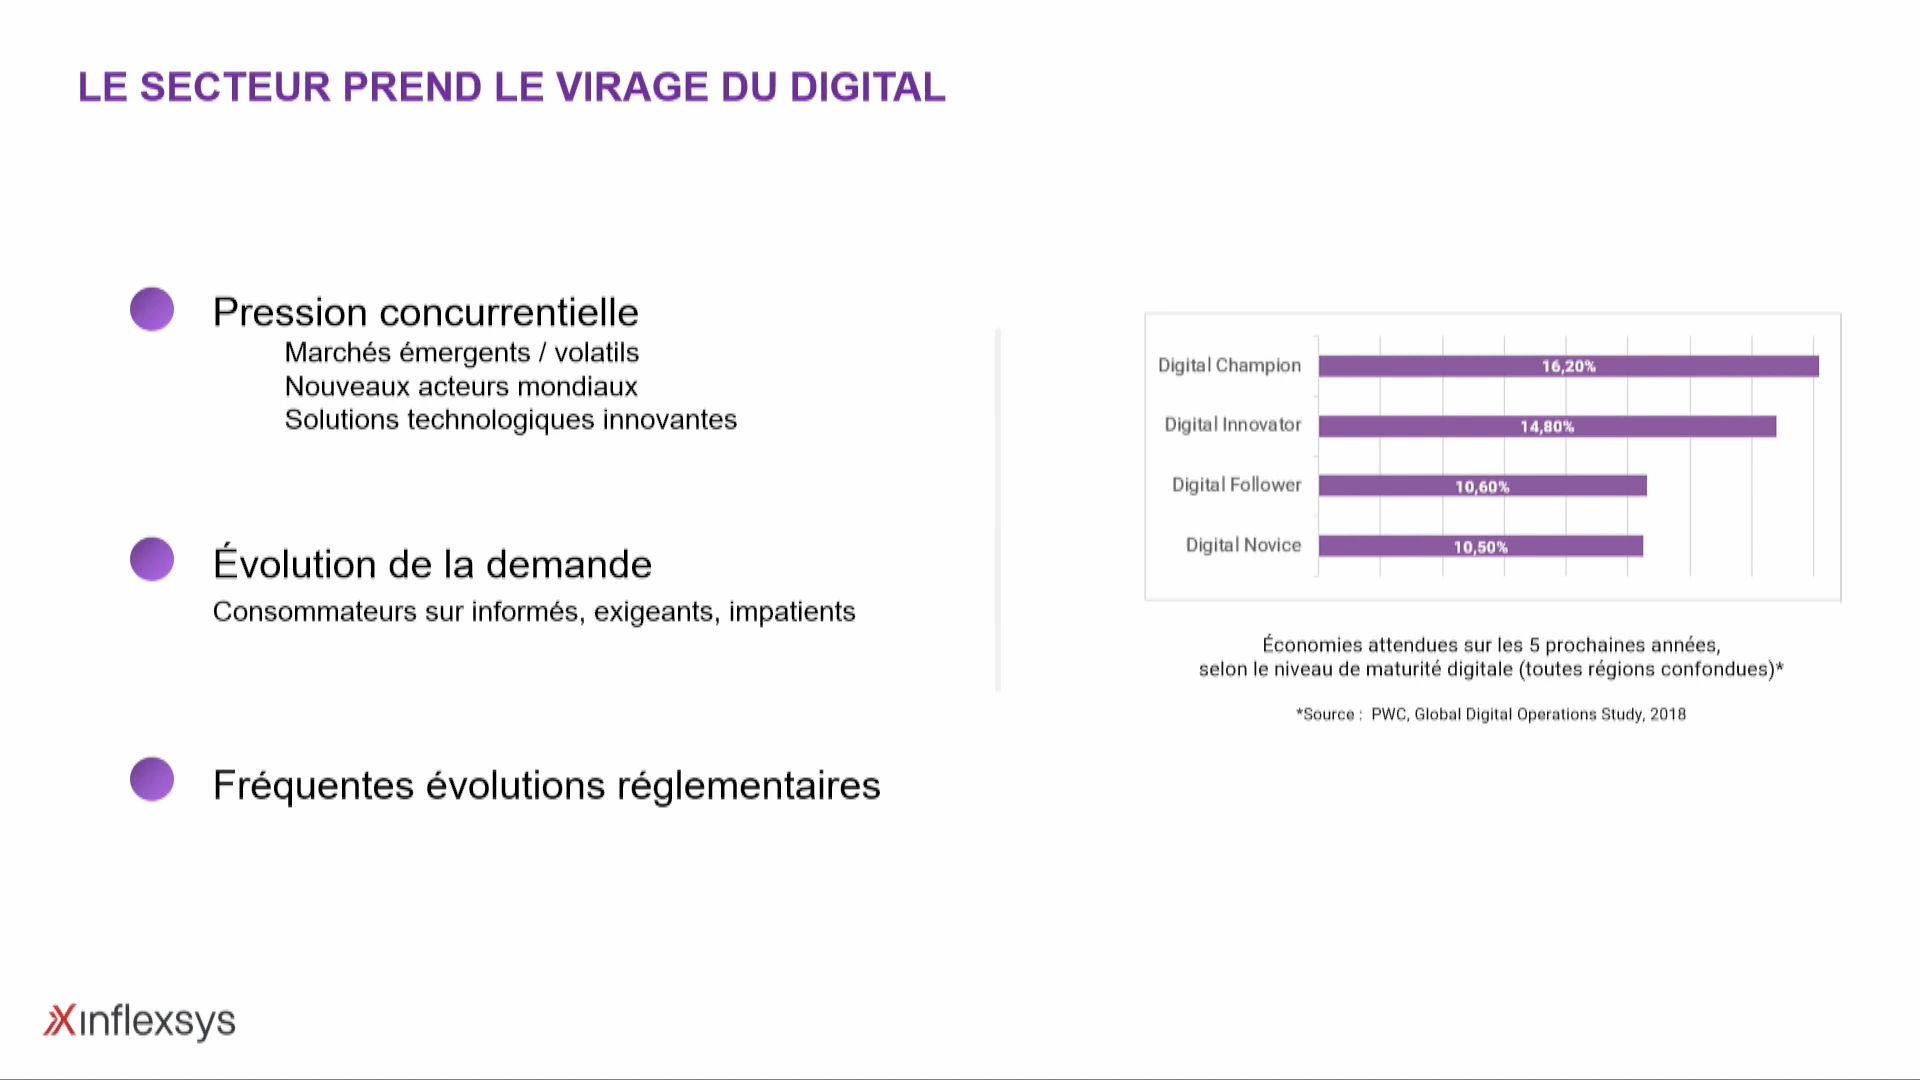 LE SECTEUR PREND LE VIRAGE DU DIGITAL
Pression concurrentielle
Marchés émergents / volatils
Nouveaux acteurs mondiaux
Solutions technologiques innovantes
Évolution de la demande
Consommateurs sur informés, exigeants, impatients
Fréquentes évolutions réglementaires
Digital Champion 16,20%
Digital Innovator 14,80%
Digital Follower 10,60%
Digital Novice 10,50%
Économies attendues sur les 5 prochaines années,
selon le niveau de maturité digitale (toutes régions confondues)*
*Source : PWC, Global Digital Operations Study, 2018
inflexsys